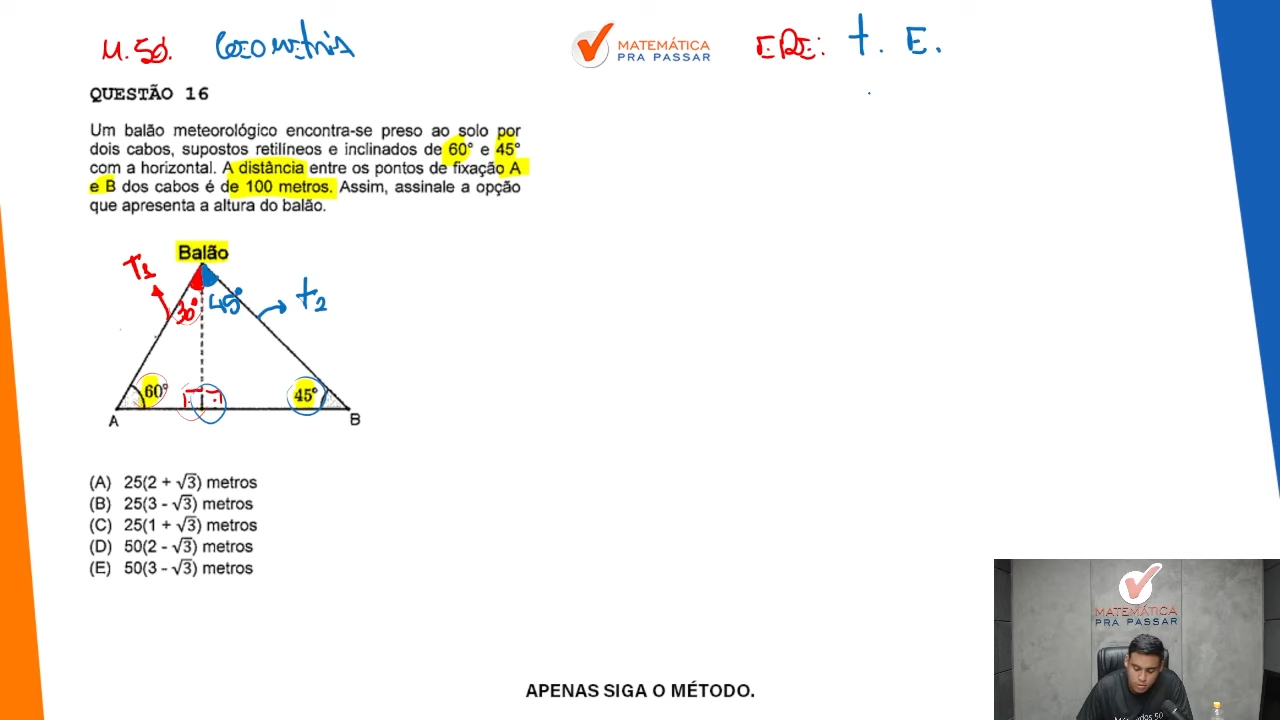 M.50. GEOMETRIA
MATEMÁTICA
PRA PASSAR
ERE: t. E.
QUESTÃO 16
Um balão meteorológico encontra-se preso ao solo por
dois cabos, supostos retilíneos e inclinados de 60° e 45°
com a horizontal. A distância entre os pontos de fixação A
e B dos cabos é de 100 metros. Assim, assinale a opção
que apresenta a altura do balão.
Balão
T1
30°
45°
t2
60°
45°
A
B
(A) 25(2 + √3) metros
(B) 25(3 - √3) metros
(C) 25(1 + √3) metros
(D) 50(2 - √3) metros
(E) 50(3 - √3) metros
MATEMÁTICA
PRA PASSAR
APENAS SIGA O MÉTODO.